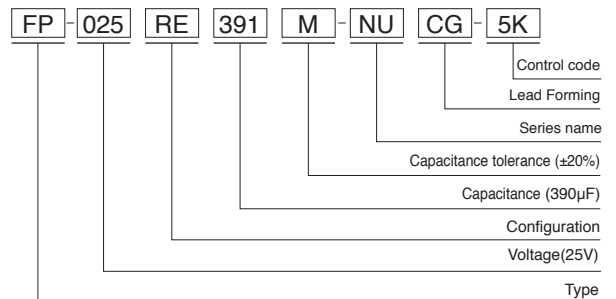 FP-025 RE 391 M-NU CG-5K
Control code
Lead Forming
Series name
Capacitance tolerance (±20%)
Capacitance (390µF)
Configuration
Voltage(25V)
Type